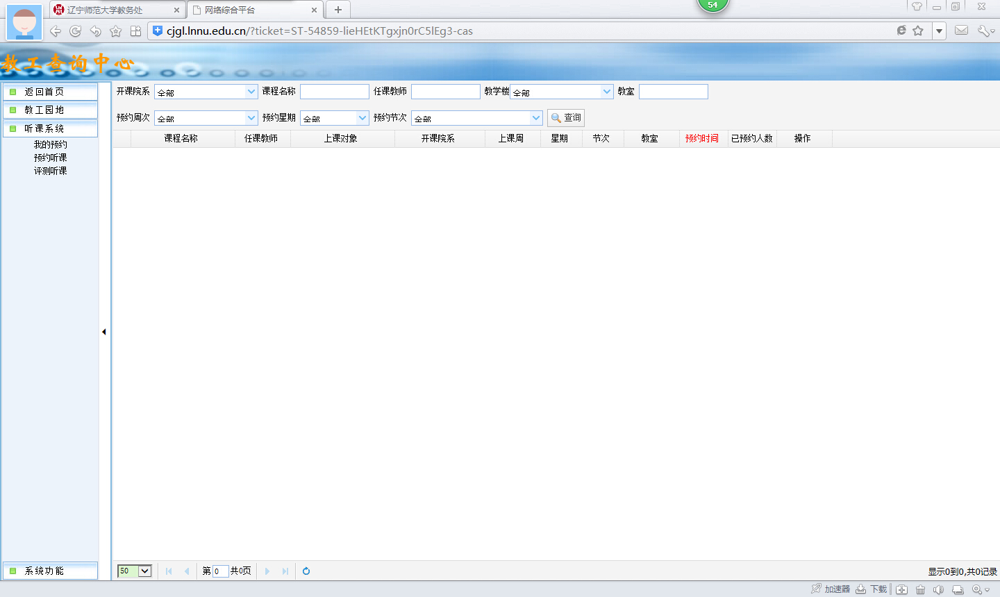 辽宁师范大学教务处 网络综合平台 54
cjgl.lnnu.edu.cn/?ticket=ST-54859-lieHEtKTgxjn0rC5lEg3-cas
教工查询中心
返回首页
教工园地
听课系统
我的预约
预约听课
评测听课
系统功能
开课院系 全部 课程名称 任课教师 教学楼 全部 教室
预约周次 全部 预约星期 全部 预约节次 全部 查询
课程名称 任课教师 上课对象 开课院系 上课周 星期 节次 教室 预约时间 已预约人数 操作
50 第 0 共0页 显示0到0,共0记录
加速器 下载